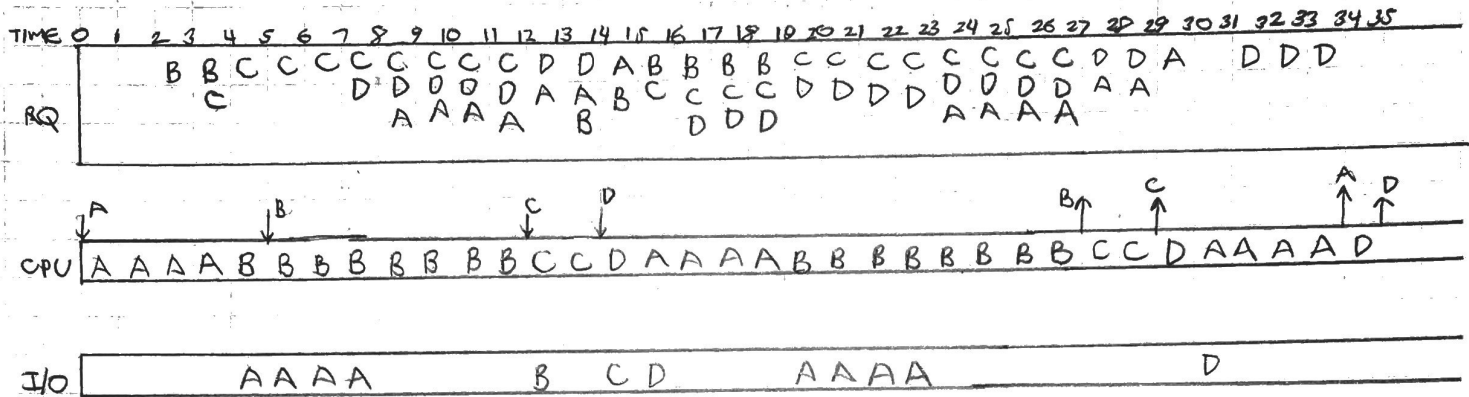 TIME 0 1 2 3 4 5 6 7 8 9 10 11 12 13 14 15 16 17 18 19 20 21 22 23 24 25 26 27 28 29 30 31 32 33 34 35
B B C C C C C C C C D D A B B B B C C C C C C C C D D A D D D
C D D D D D A A B C C C C D D D D D D D D A A
RQ A A A A B D D D A A A A
A B C D B C A D
CPU A A A A B B B B B B B B C C D A A A A B B B B B B B B C C D A A A A D
I/O A A A A B C D A A A A D